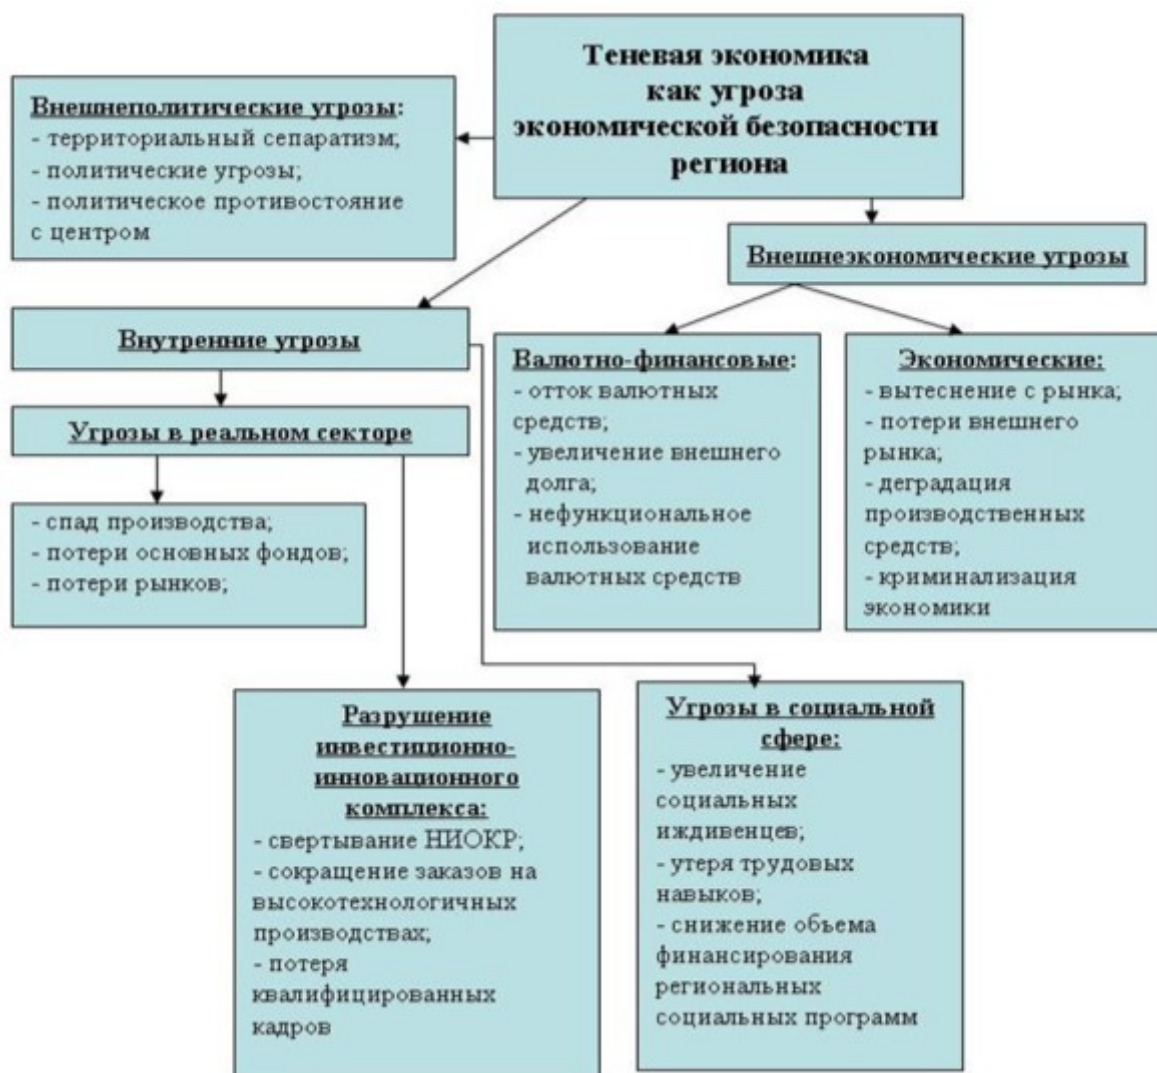 Теневая экономика
как угроза
экономической безопасности
региона
Внешнеполитические угрозы:
- территориальный сепаратизм;
- политические угрозы;
- политическое противостояние
с центром
Внешнеэкономические угрозы
Внутренние угрозы
Угрозы в реальном секторе
- спад производства;
- потери основных фондов;
- потери рынков;
Валютно-финансовые:
- отток валютных
средств;
- увеличение внешнего
долга;
- нефункциональное
использование
валютных средств
Экономические:
- вытеснение с рынка;
- потери внешнего
рынка;
- деградация
производственных
средств;
- криминализация
экономики
Разрушение
инвестиционно-
инновационного
комплекса:
- свертывание НИОКР;
- сокращение заказов на
высокотехнологичных
производствах;
- потеря
квалифицированных
кадров
Угрозы в социальной
сфере:
- увеличение
социальных
иждивенцев;
- утеря трудовых
навыков;
- снижение объема
финансирования
региональных
социальных программ